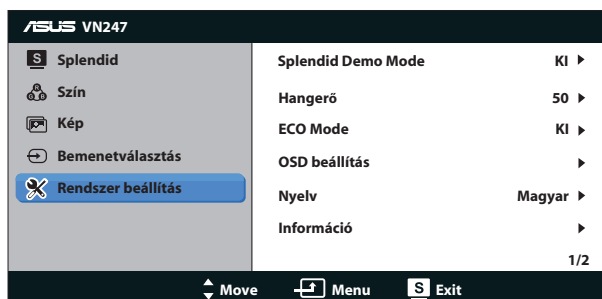 ASUS VN247
S Splendid
Szín
Kép
Bemenetválasztás
Rendszer beállítás
Splendid Demo Mode KI
Hangerő 50
ECO Mode KI
OSD beállítás
Nyelv Magyar
Információ
1/2
Move Menu S Exit